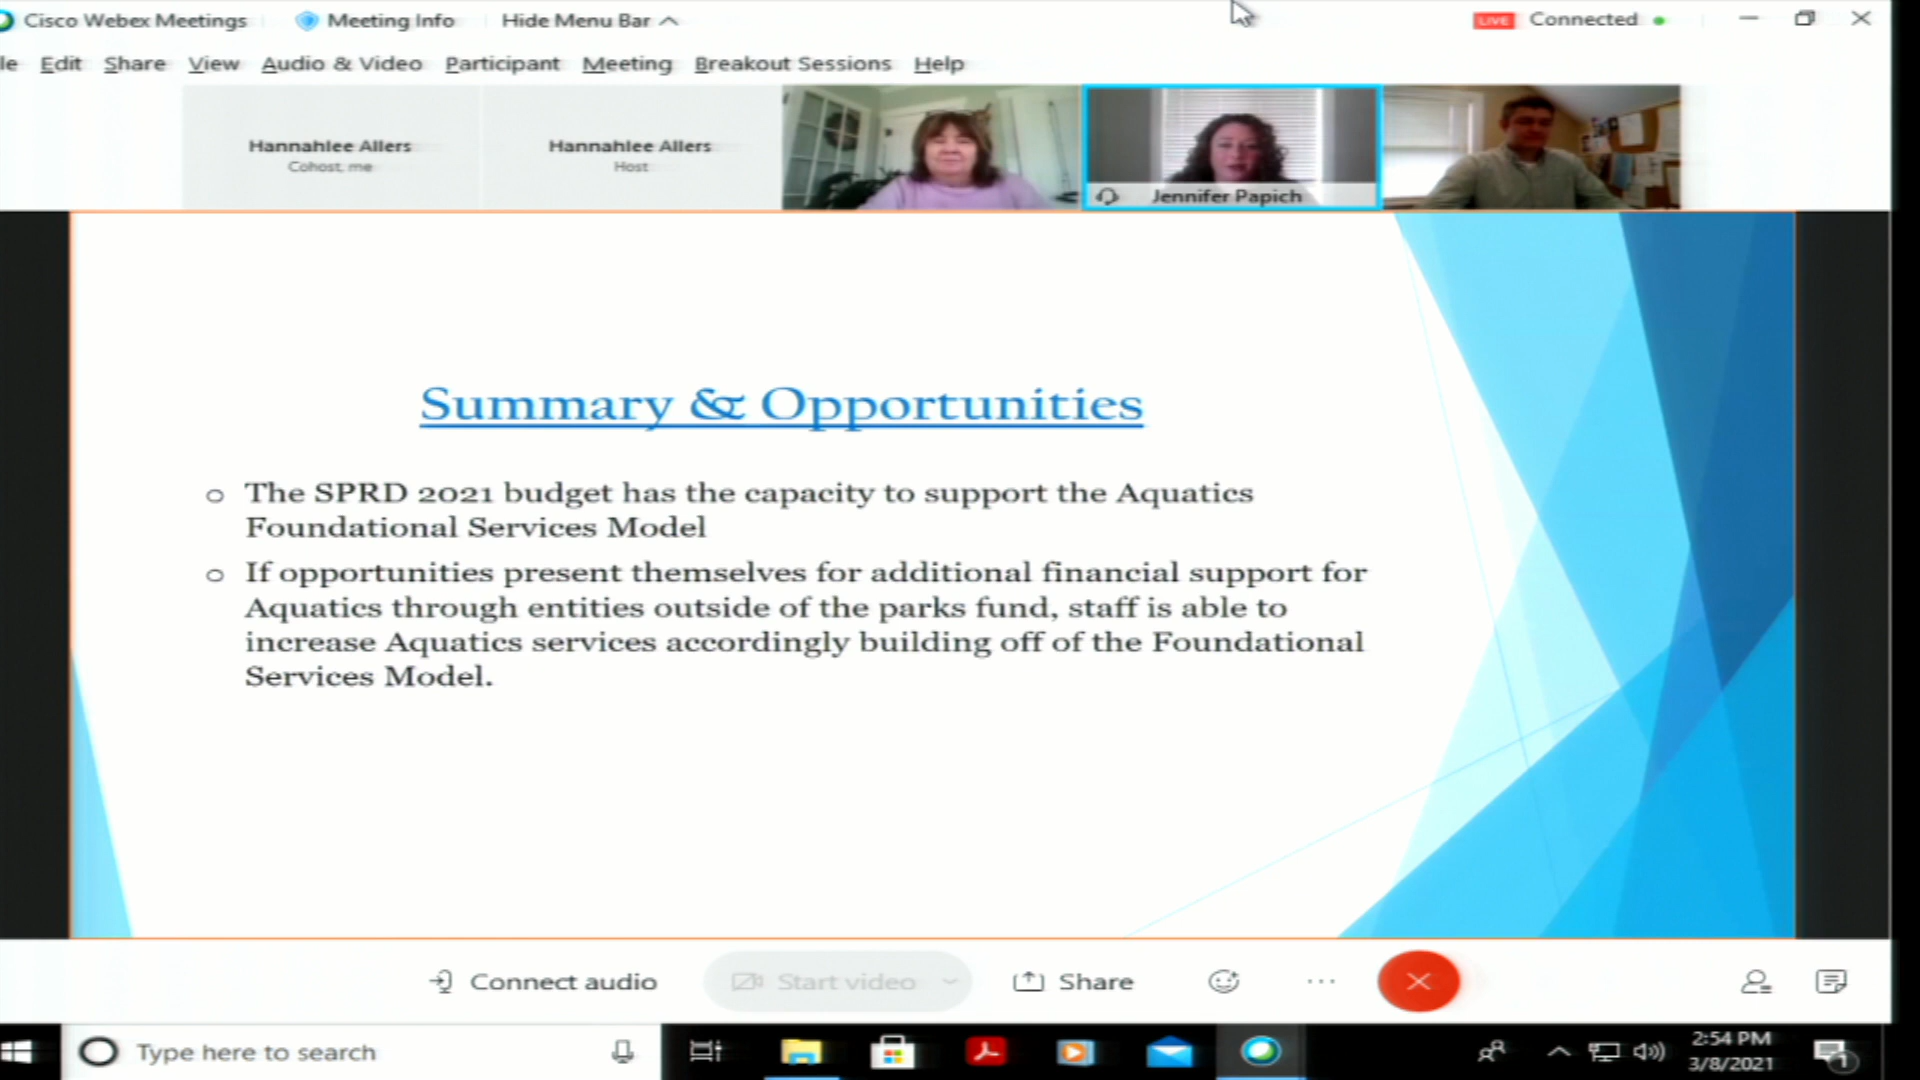 Cisco Webex Meetings Meeting Info Hide Menu Bar LIVE Connected
le Edit Share View Audio & Video Participant Meeting Breakout Sessions Help
Hannahlee Allers
Cohost, me
Hannahlee Allers
Host
Jennifer Papich
Summary & Opportunities
The SPRD 2021 budget has the capacity to support the Aquatics
Foundational Services Model
If opportunities present themselves for additional financial support for
Aquatics through entities outside of the parks fund, staff is able to
increase Aquatics services accordingly building off of the Foundational
Services Model.
Connect audio Start video Share
Type here to search
2:54 PM
3/8/2021
1